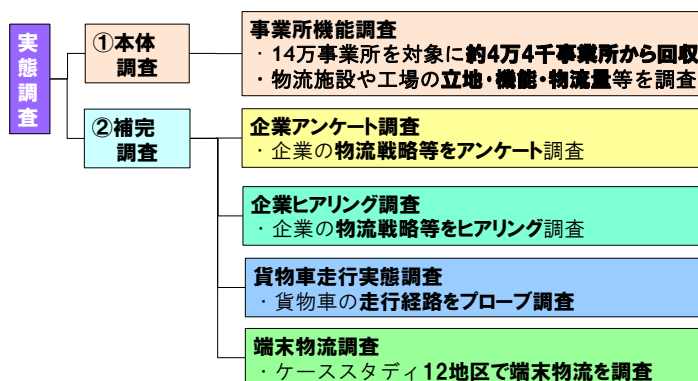 実態調査
①本体
調査
事業所機能調査
・14万事業所を対象に約4万4千事業所から回収
・物流施設や工場の立地・機能・物流量等を調査
②補完
調査
企業アンケート調査
・企業の物流戦略等をアンケート調査
企業ヒアリング調査
・企業の物流戦略等をヒアリング調査
貨物車走行実態調査
・貨物車の走行経路をプローブ調査
端末物流調査
・ケーススタディ12地区で端末物流を調査